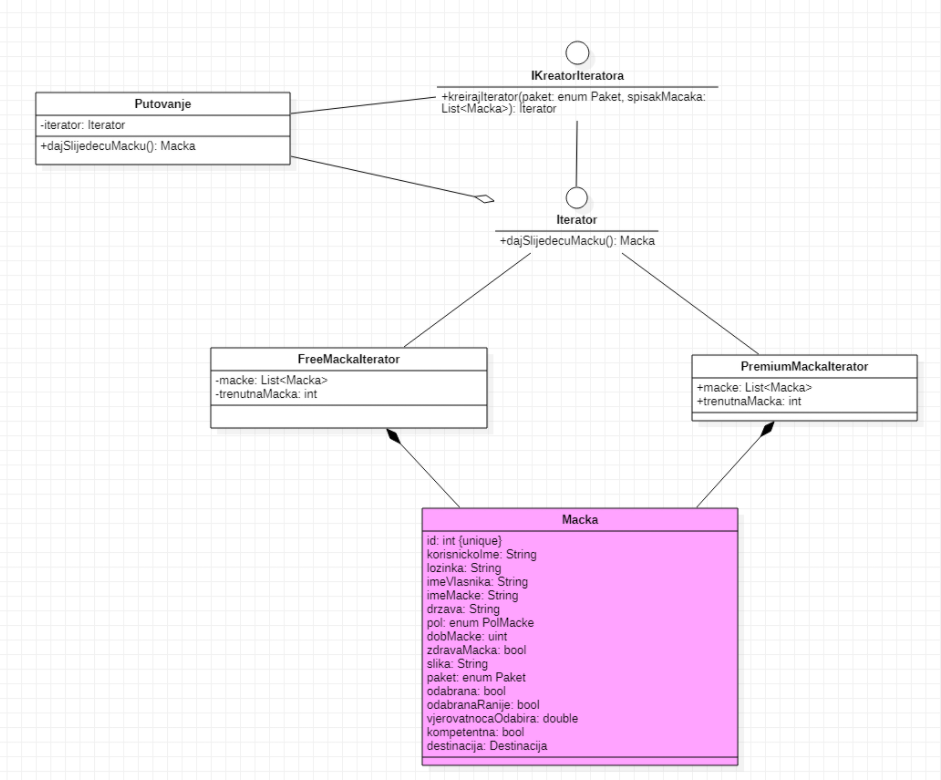 IKreatorIteratora
+kreirajIterator(paket: enum Paket, spisakMacaka:
List<Macka>): Iterator
Putovanje
-iterator: Iterator
+dajSlijedecuMacku(): Macka
Iterator
+dajSlijedecuMacku(): Macka
FreeMackaIterator
-macke: List<Macka>
-trenutnaMacka: int
PremiumMackaIterator
+macke: List<Macka>
+trenutnaMacka: int
Macka
id: int {unique}
korisnickoIme: String
lozinka: String
imeVlasnika: String
imeMacke: String
drzava: String
pol: enum PolMacke
dobMacke: uint
zdravaMacka: bool
slika: String
paket: enum Paket
odabrana: bool
odabranaRanije: bool
vjerovatnocaOdabira: double
kompetentna: bool
destinacija: Destinacija